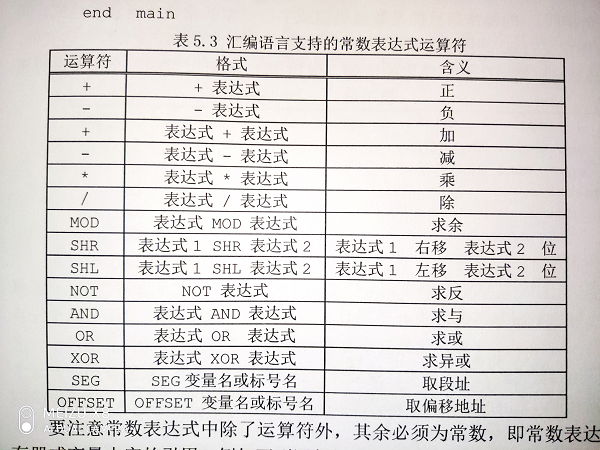 end main
表 5.3 汇编语言支持的常数表达式运算符
运算符 格式 含义
+ + 表达式 正
- - 表达式 负
+ 表达式 + 表达式 加
- 表达式 - 表达式 减
* 表达式 * 表达式 乘
/ 表达式 / 表达式 除
MOD 表达式 MOD 表达式 求余
SHR 表达式1 SHR 表达式2 表达式1 右移 表达式2 位
SHL 表达式1 SHL 表达式2 表达式1 左移 表达式2 位
NOT NOT 表达式 求反
AND 表达式 AND 表达式 求与
OR 表达式 OR 表达式 求或
XOR 表达式 XOR 表达式 求异或
SEG SEG 变量名或标号名 取段址
OFFSET OFFSET 变量名或标号名 取偏移地址
要注意常数表达式中除了运算符外，其余必须为常数，即常数表达